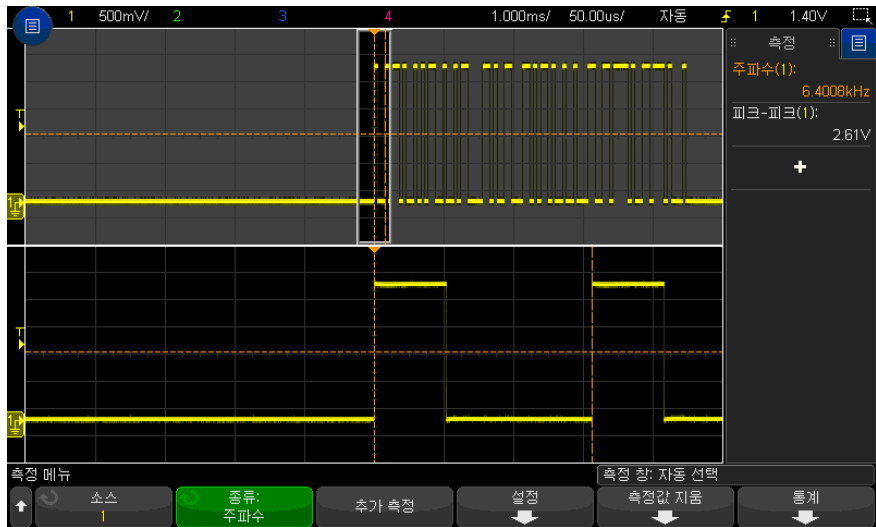 1 500mV/ 2 3 4 1.000ms/ 50.00us/ 자동 1 1.40V
측정
주파수(1):
6.4008kHz
피크-피크(1):
2.61V
+
T
1
T
1
측정 메뉴
측정 창: 자동 선택
소스
1
종류:
주파수
추가 측정
설정
측정값 지움
통계